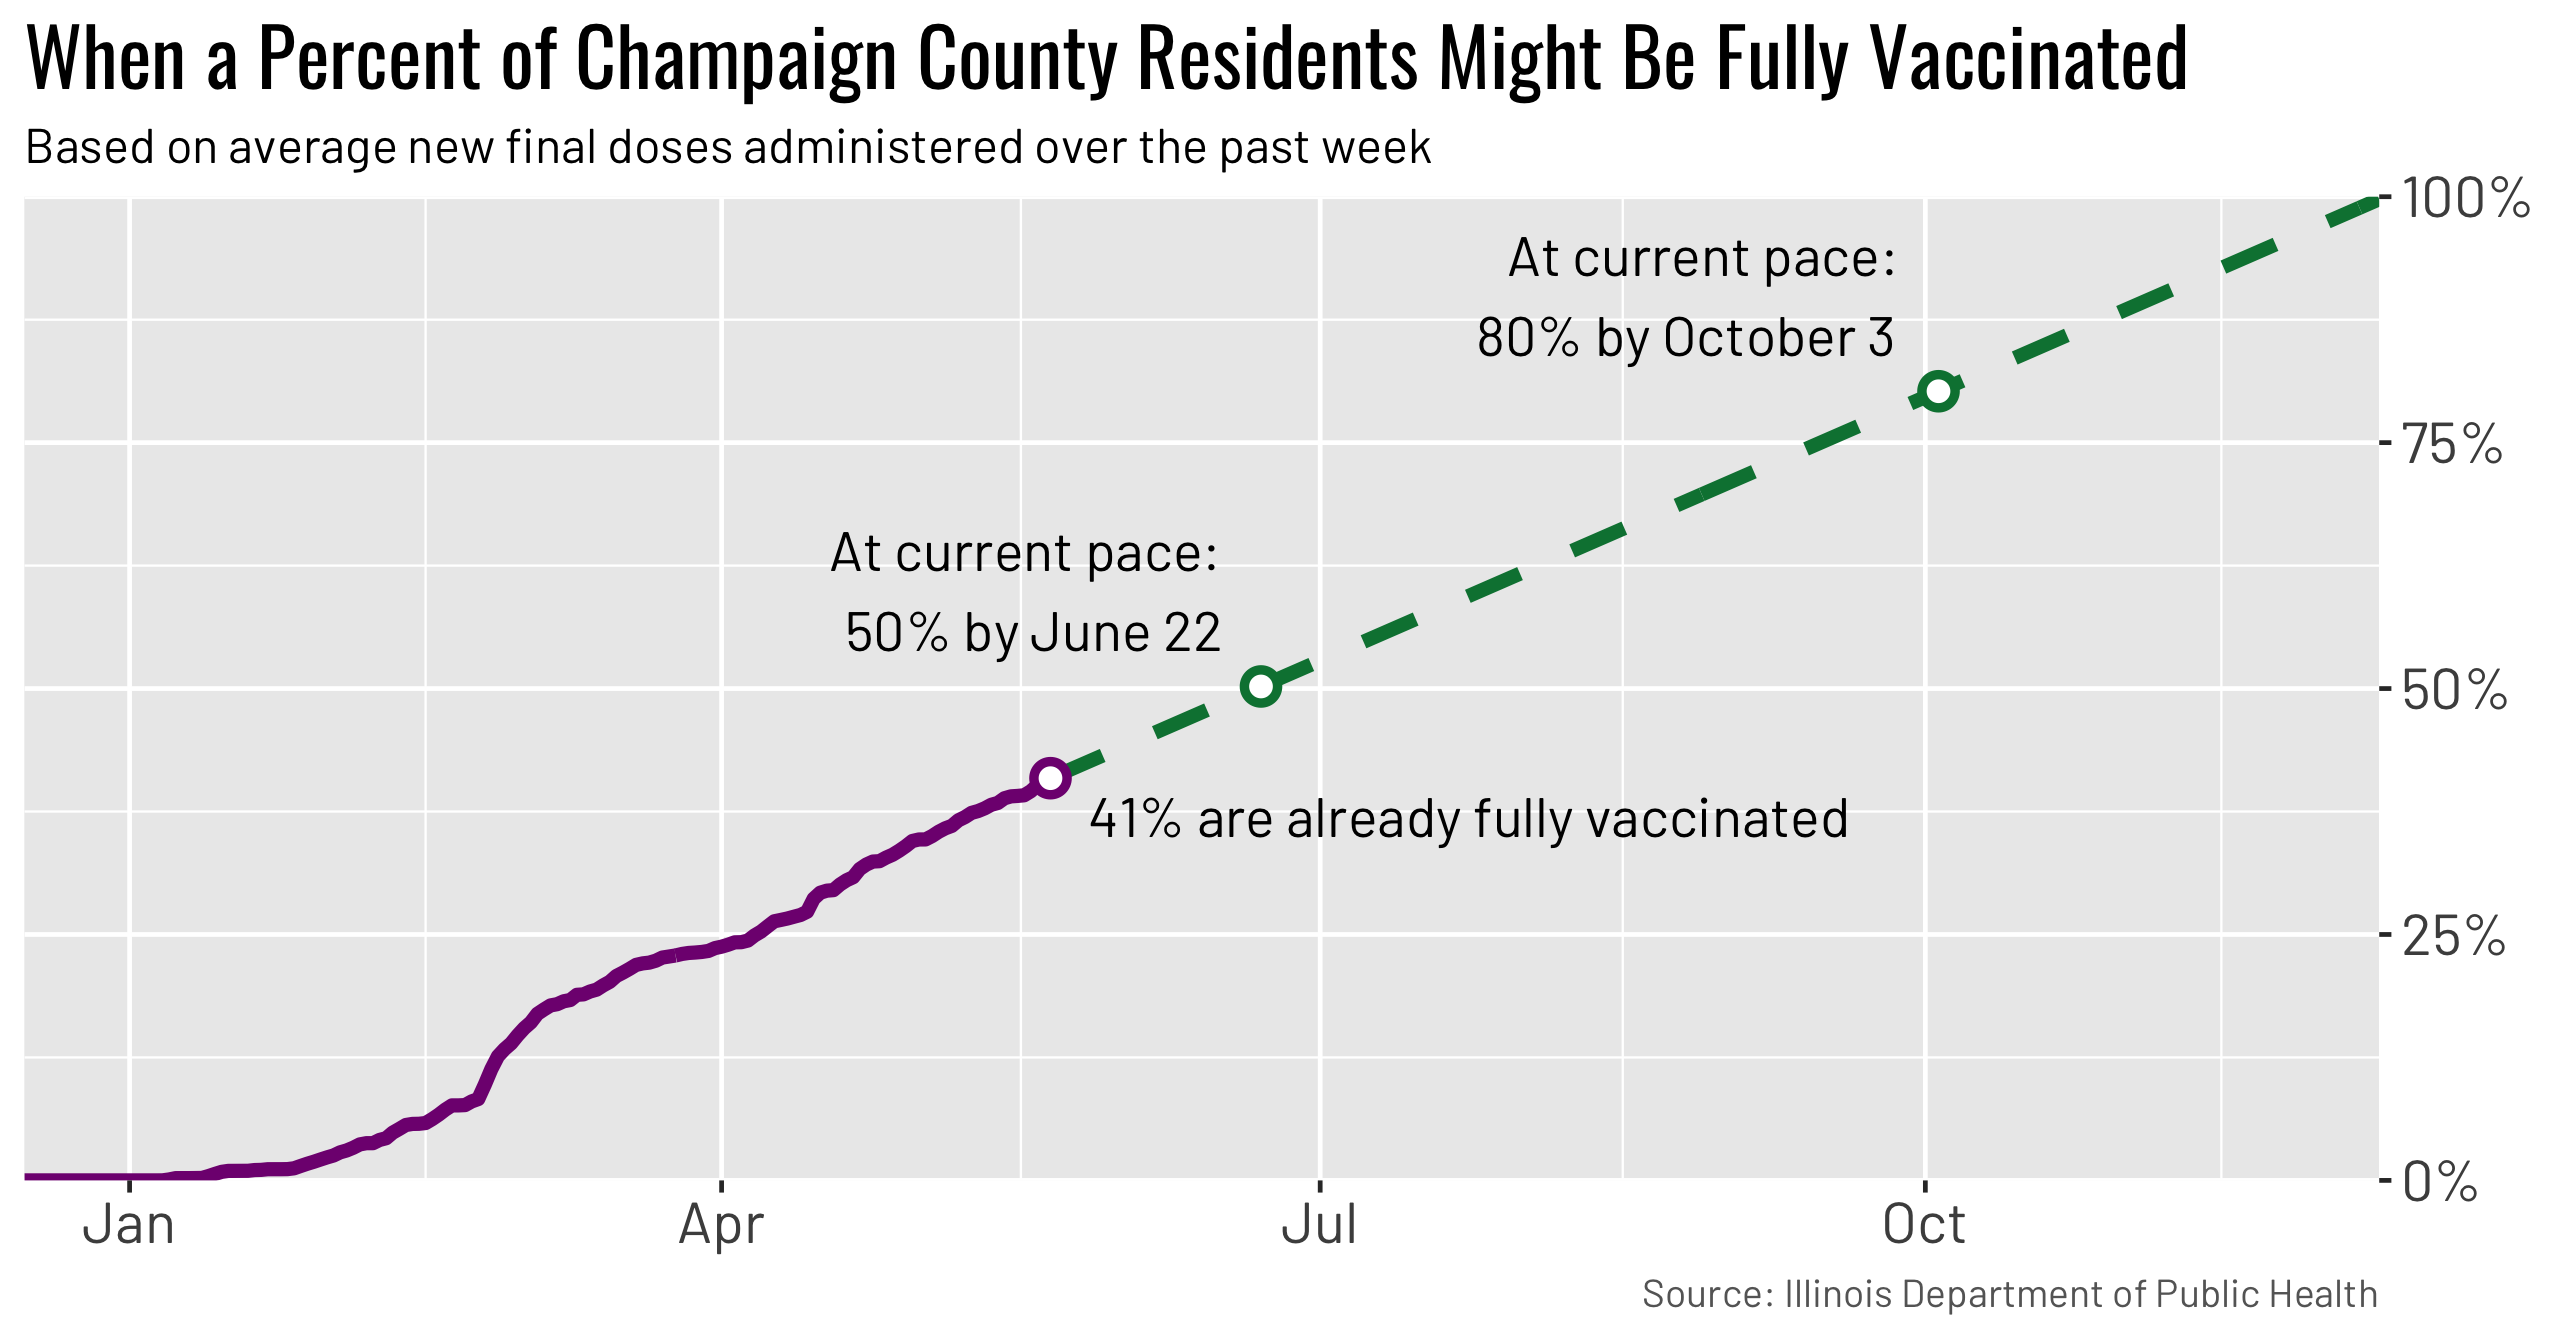 When a Percent of Champaign County Residents Might Be Fully Vaccinated
Based on average new final doses administered over the past week
100%
At current pace:
80% by October 3
75%
At current pace:
50% by June 22
50%
41% are already fully vaccinated
25%
0%
Jan
Apr
Jul
Oct
Source: Illinois Department of Public Health